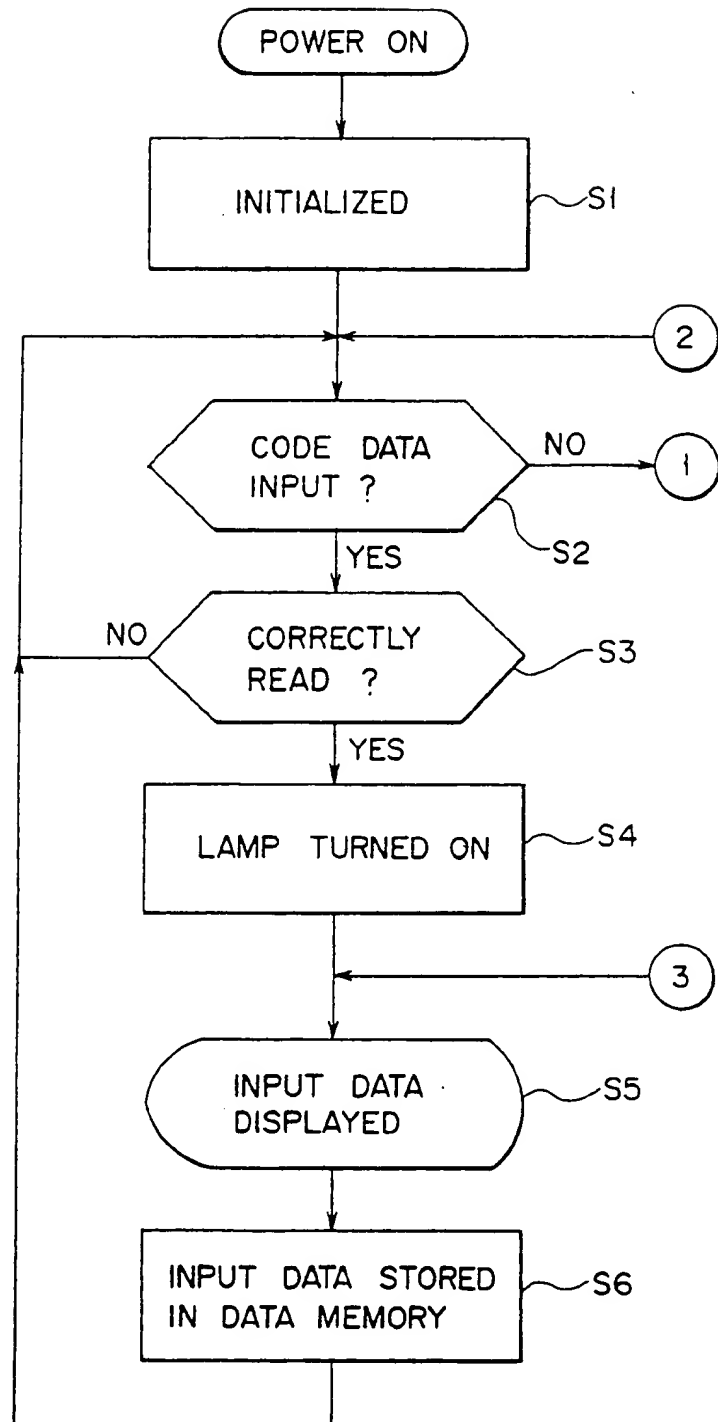 POWER ON
INITIALIZED
S1
2
CODE DATA
INPUT ?
NO
1
S2
YES
NO
CORRECTLY
READ ?
S3
YES
LAMP TURNED ON
S4
3
INPUT DATA
DISPLAYED
S5
INPUT DATA STORED
IN DATA MEMORY
S6